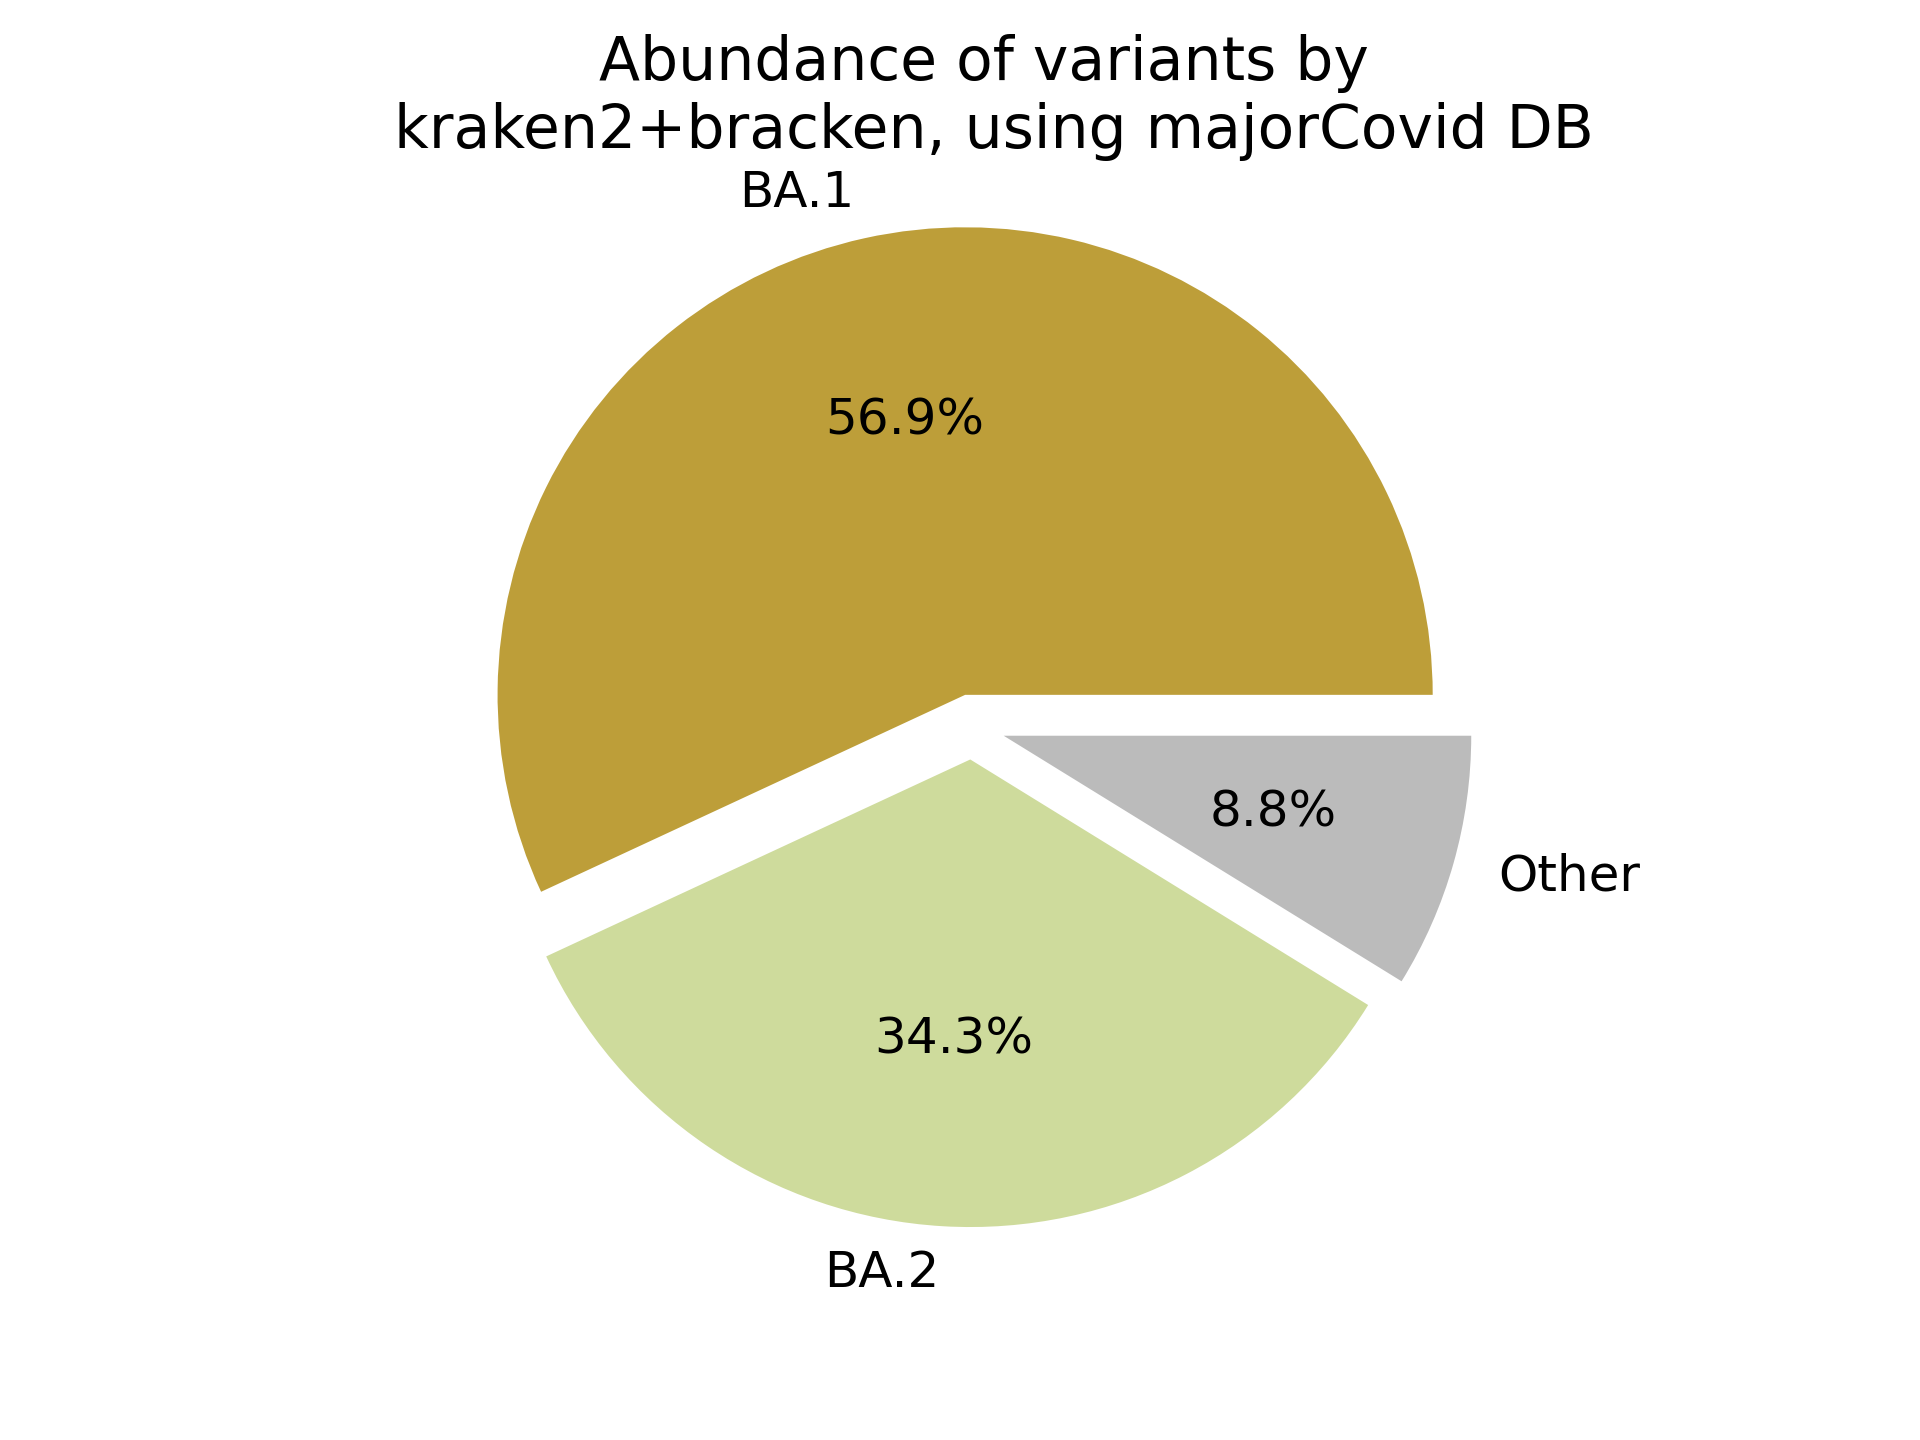 Abundance of variants by
kraken2+bracken, using majorCovid DB
BA.1
56.9%
8.8%
Other
34.3%
BA.2